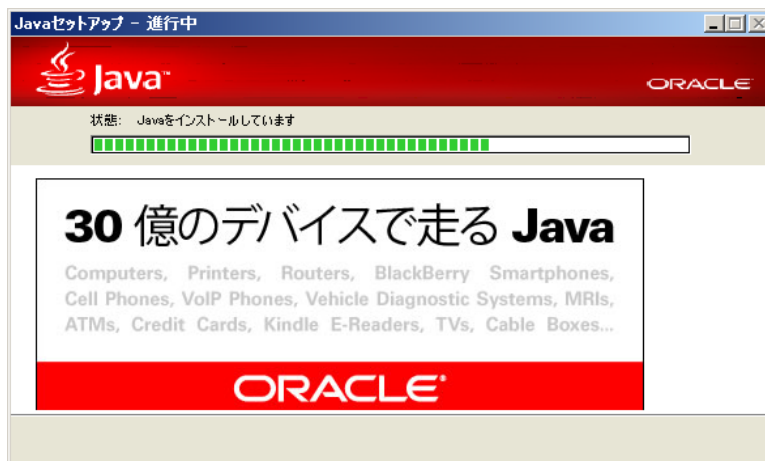 Javaセットアップ - 進行中
Java™
ORACLE
状態: Javaをインストールしています
30 億のデバイスで走る Java
Computers, Printers, Routers, BlackBerry Smartphones,
Cell Phones, VoIP Phones, Vehicle Diagnostic Systems, MRIs,
ATMs, Credit Cards, Kindle E-Readers, TVs, Cable Boxes...
ORACLE®